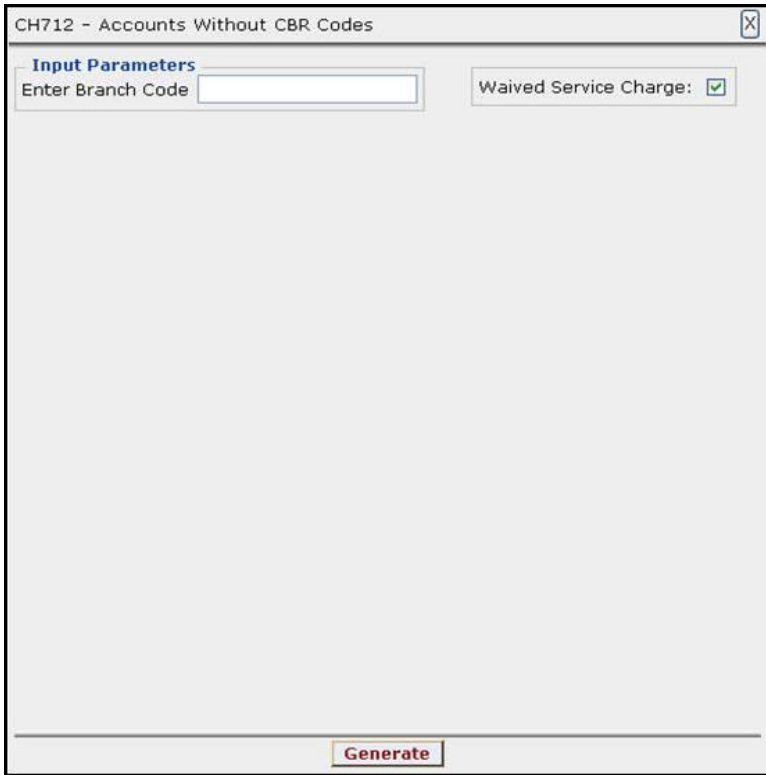 CH712 - Accounts Without CBR Codes
X
Input Parameters
Enter Branch Code
Waived Service Charge:
Generate